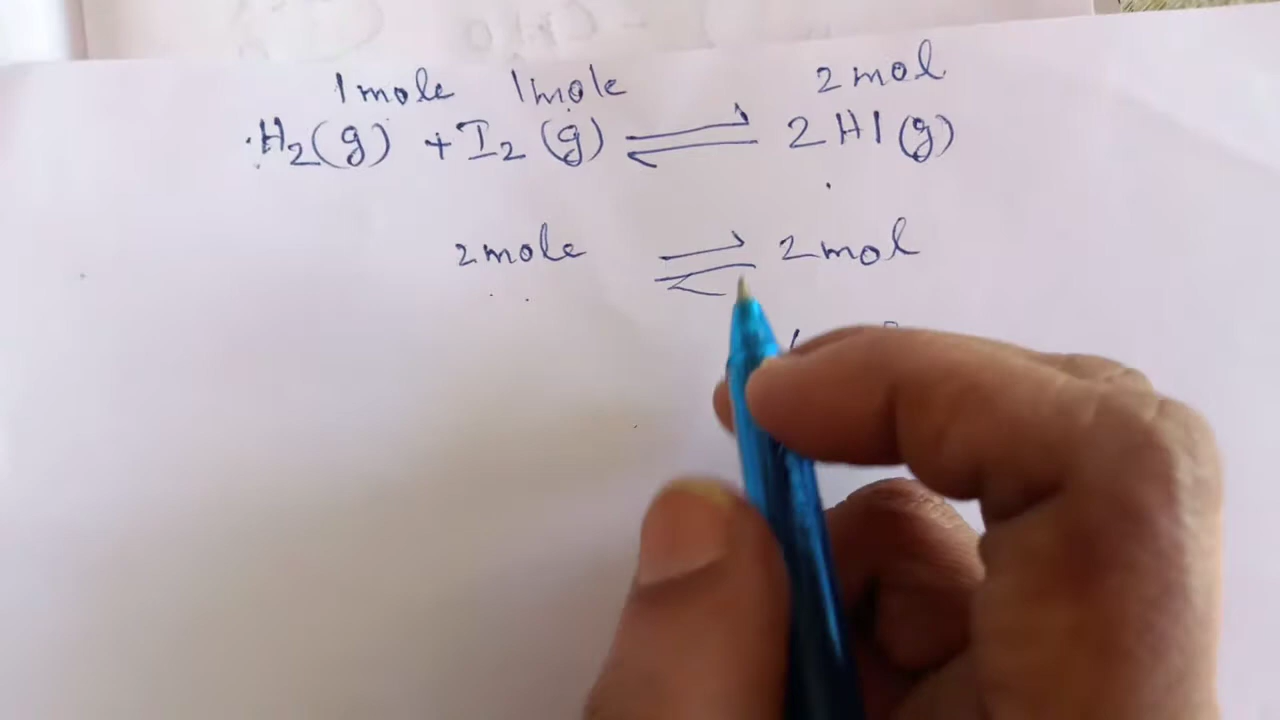 1mole 1mole 2mol
H₂(g) + I₂(g) ⇌ 2HI(g)
2mole ⇌ 2mol